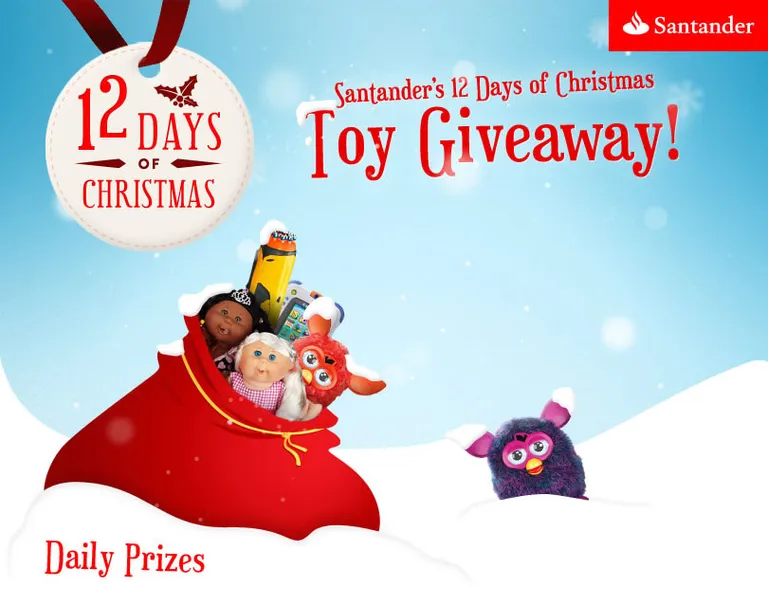 12 DAYS
OF
CHRISTMAS
Santander
Santander's 12 Days of Christmas
Toy Giveaway!
Daily Prizes